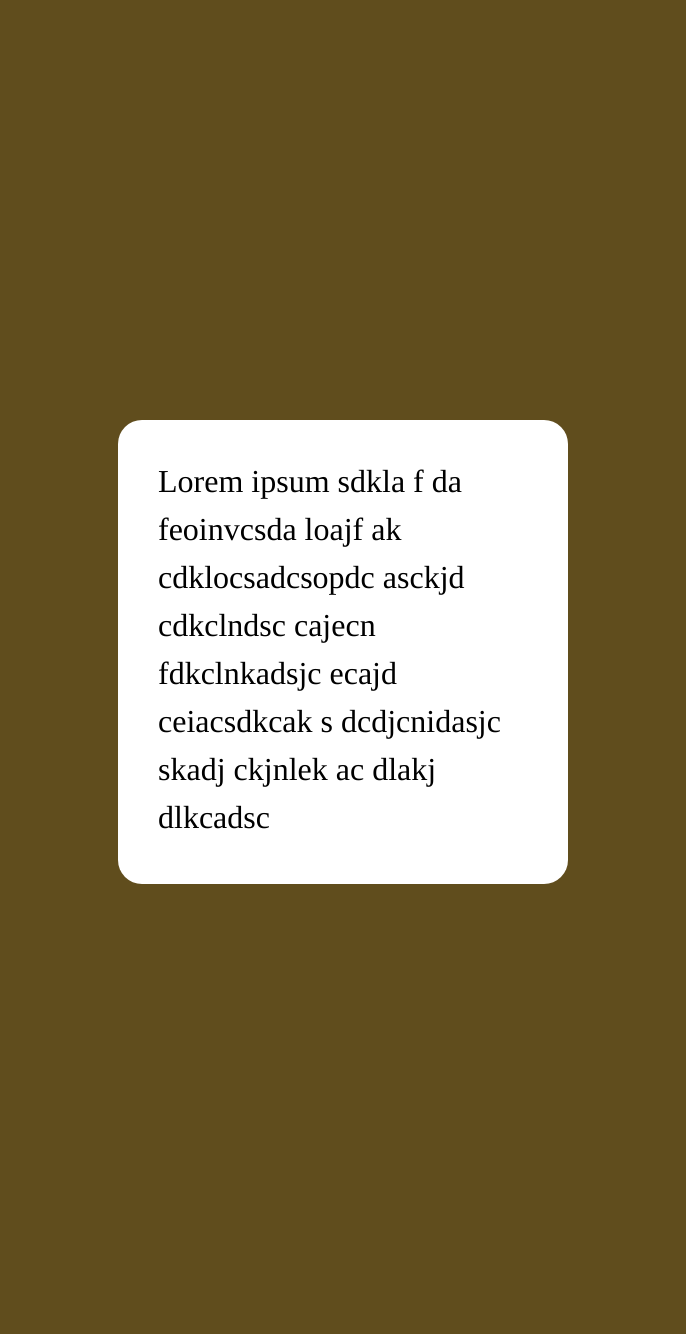 Lorem ipsum sdkla f da
feoinvcsda loajf ak
cdklocsadcsopdc asckjd
cdkclndsc cajecn
fdkclnkadsjc ecajd
ceiacsdkcak s dcdjcnidasjc
skadj ckjnlek ac dlakj
dlkcadsc